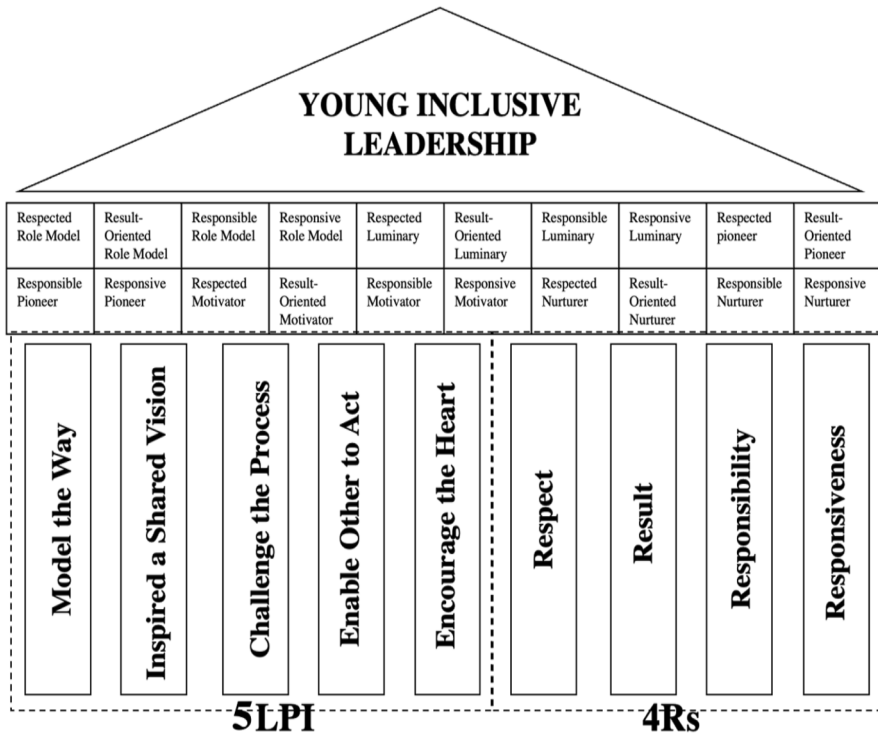 YOUNG INCLUSIVE
LEADERSHIP
Respected
Role Model
Result-
Oriented
Role Model
Responsible
Role Model
Responsive
Role Model
Respected
Luminary
Result-
Oriented
Luminary
Responsible
Luminary
Responsive
Luminary
Respected
pioneer
Result-
Oriented
Pioneer
Responsible
Pioneer
Responsive
Pioneer
Respected
Motivator
Result-
Oriented
Motivator
Responsible
Motivator
Responsive
Motivator
Respected
Nurturer
Result-
Oriented
Nurturer
Responsible
Nurturer
Responsive
Nurturer
Model the Way
Inspired a Shared Vision
Challenge the Process
Enable Other to Act
Encourage the Heart
Respect
Result
Responsibility
Responsiveness
5LPI
4Rs